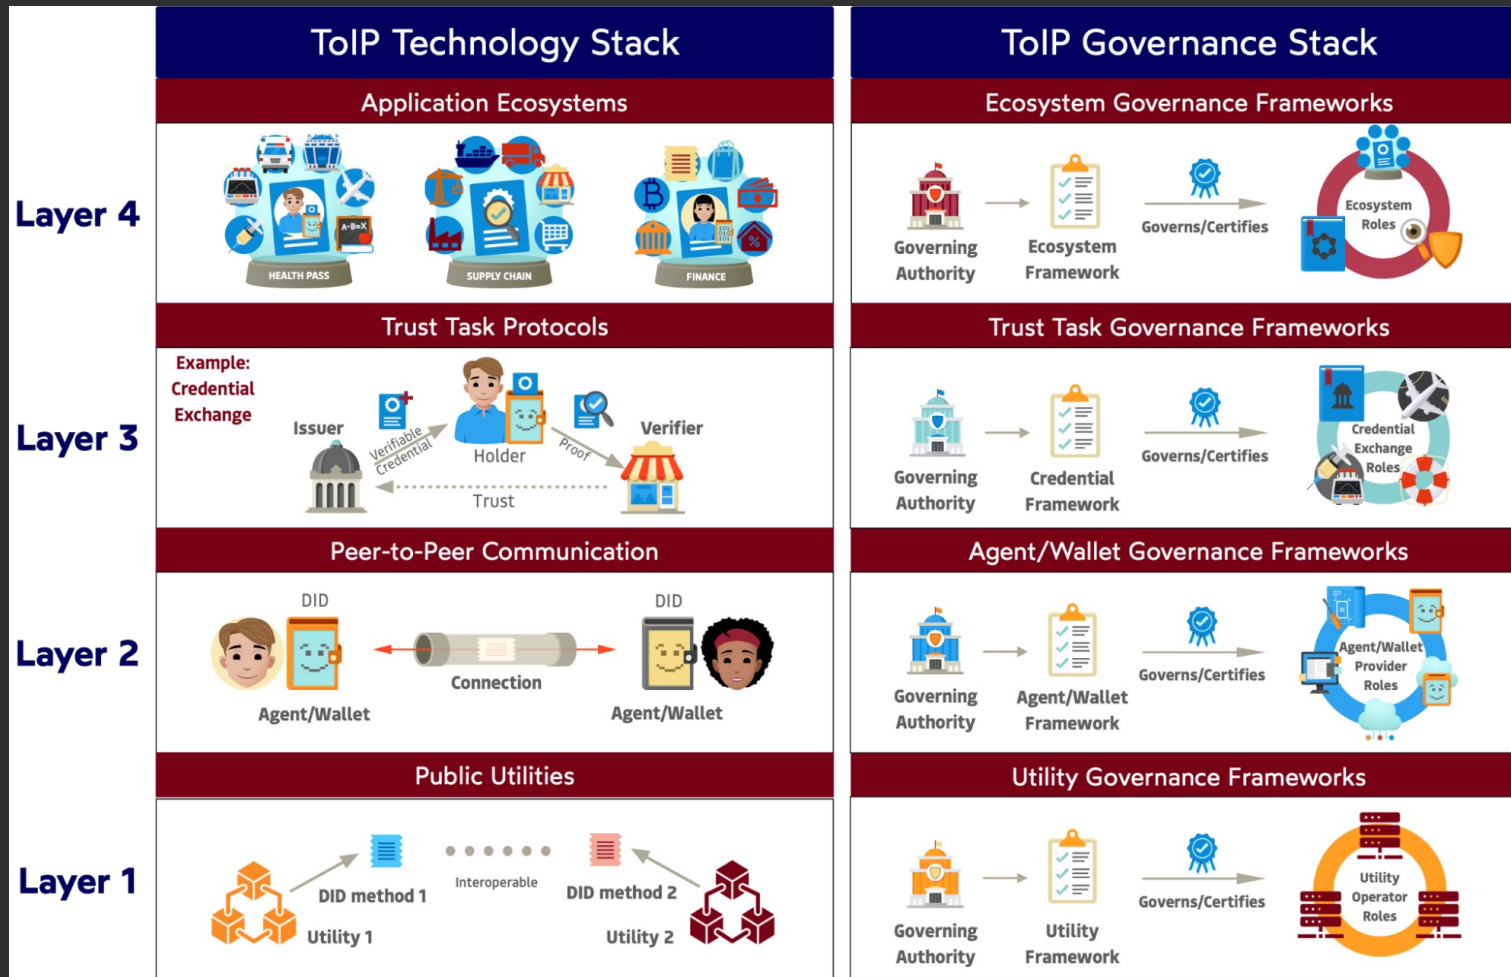 ToIP Technology Stack
ToIP Governance Stack
Layer 4
Application Ecosystems
A-B=X
HEALTH PASS
SUPPLY CHAIN
FINANCE
Ecosystem Governance Frameworks
Governing
Authority
Ecosystem
Framework
Governs/Certifies
Ecosystem
Roles
Layer 3
Trust Task Protocols
Example:
Credential
Exchange
Issuer
Verifiable
Credential
Holder
Proof
Verifier
Trust
Trust Task Governance Frameworks
Governing
Authority
Credential
Framework
Governs/Certifies
Credential
Exchange
Roles
Layer 2
Peer-to-Peer Communication
DID
Agent/Wallet
Connection
DID
Agent/Wallet
Agent/Wallet Governance Frameworks
Governing
Authority
Agent/Wallet
Framework
Governs/Certifies
Agent/Wallet
Provider
Roles
Layer 1
Public Utilities
DID method 1
Utility 1
Interoperable
DID method 2
Utility 2
Utility Governance Frameworks
Governing
Authority
Utility
Framework
Governs/Certifies
Utility
Operator
Roles